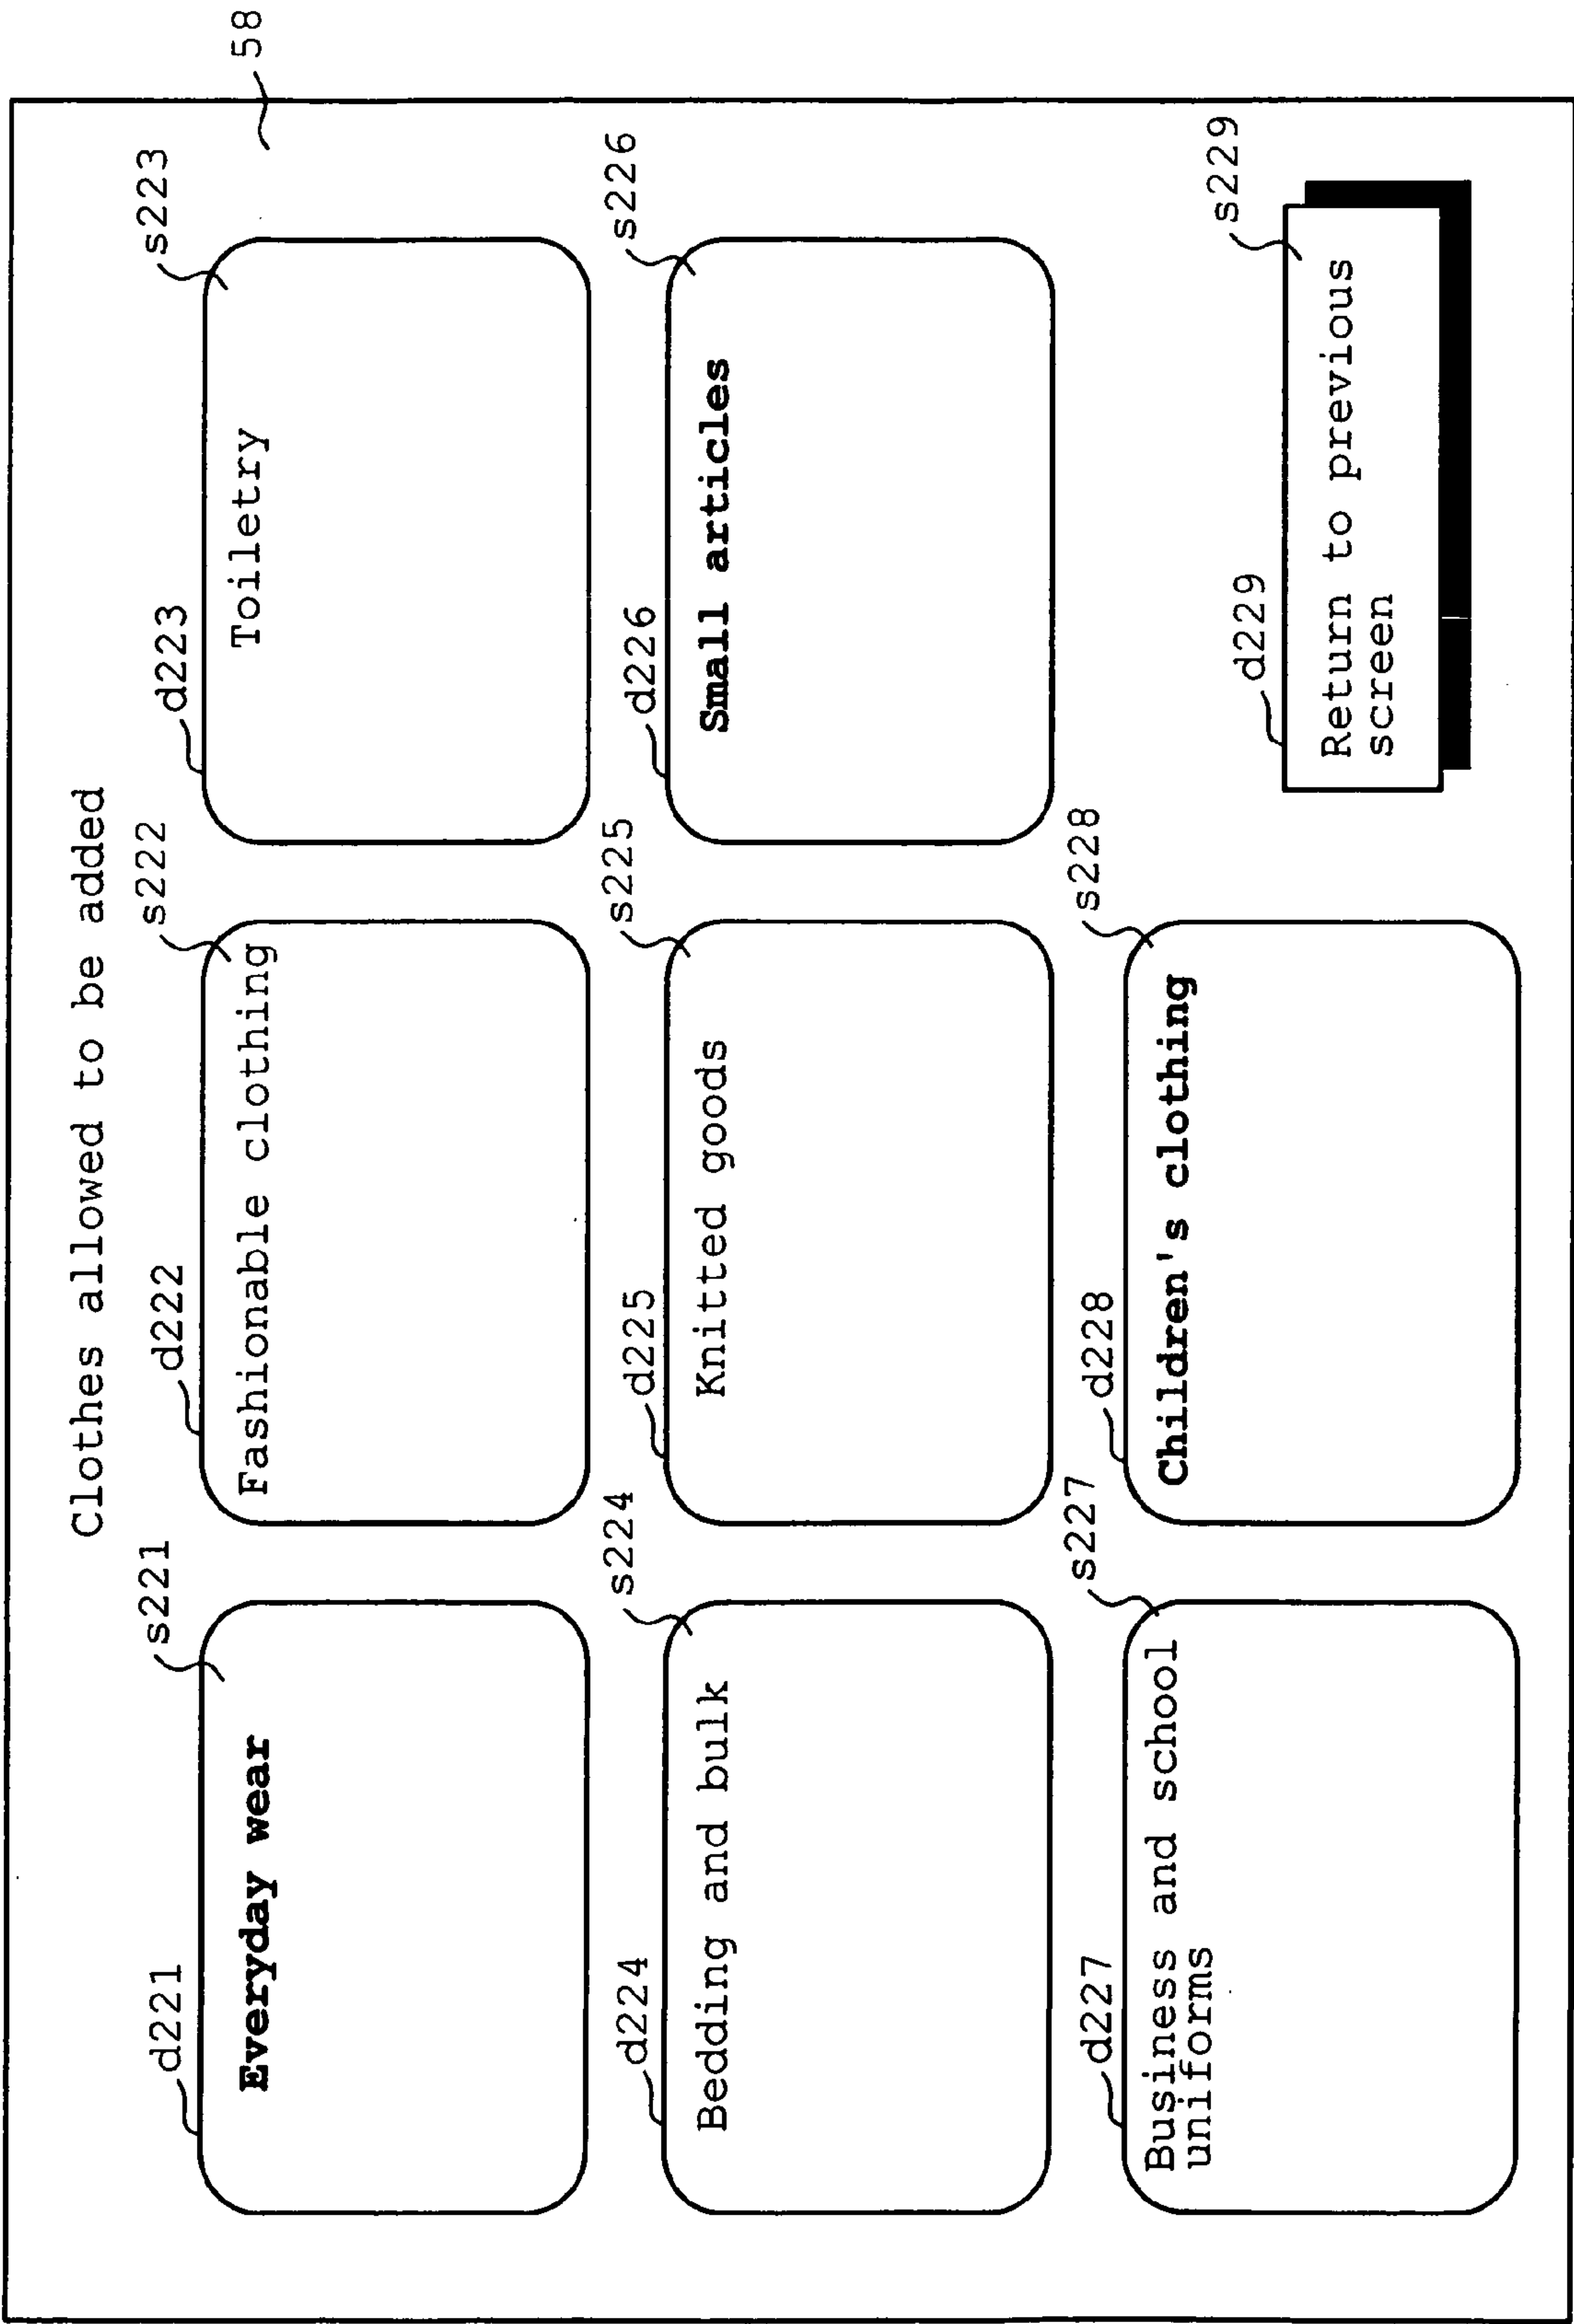 Clothes allowed to be added
58
d221
s221
Everyday wear
d222
s222
Fashionable clothing
d223
s223
Toiletry
d224
s224
Bedding and bulk
d225
s225
Knitted goods
d226
s226
Small articles
d227
s227
Business and school
uniforms
d228
s228
Children's clothing
d229
s229
Return to previous
screen